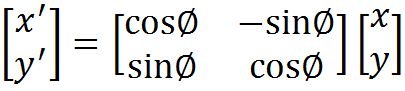 [x′ y′] = [cosØ −sinØ sinØ cosØ] [x y]